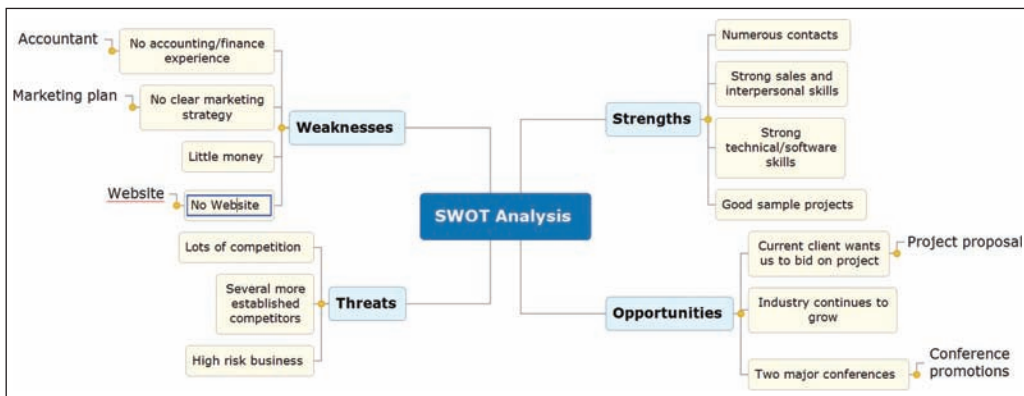 Accountant
No accounting/finance
experience
Marketing plan
No clear marketing
strategy
Little money
Website
No Website
Weaknesses
Lots of competition
Several more
established
competitors
High risk business
Threats
SWOT Analysis
Strengths
Numerous contacts
Strong sales and
interpersonal skills
Strong
technical/software
skills
Good sample projects
Opportunities
Current client wants
us to bid on project
Project proposal
Industry continues to
grow
Two major conferences
Conference
promotions